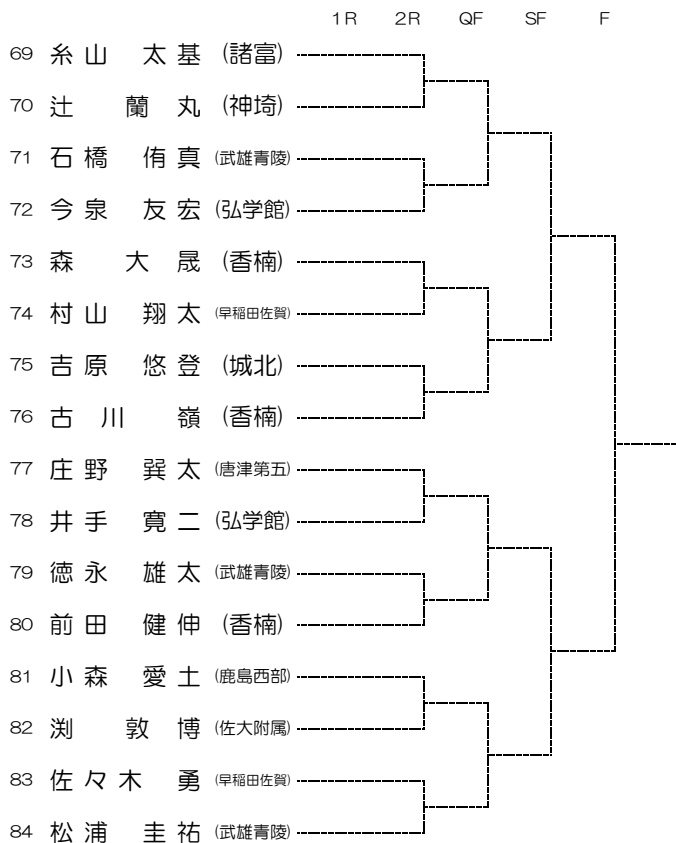 1R 2R QF SF F
69 糸山 太基 (諸富)
70 辻 蘭丸 (神埼)
71 石橋 侑真 (武雄青陵)
72 今泉 友宏 (弘学館)
73 森 大晟 (香楠)
74 村山 翔太 (早稲田佐賀)
75 吉原 悠登 (城北)
76 古川 嶺 (香楠)
77 庄野 巽太 (唐津第五)
78 井手 寛二 (弘学館)
79 徳永 雄太 (武雄青陵)
80 前田 健伸 (香楠)
81 小森 愛土 (鹿島西部)
82 渕 敦博 (佐大附属)
83 佐々木 勇 (早稲田佐賀)
84 松浦 圭祐 (武雄青陵)